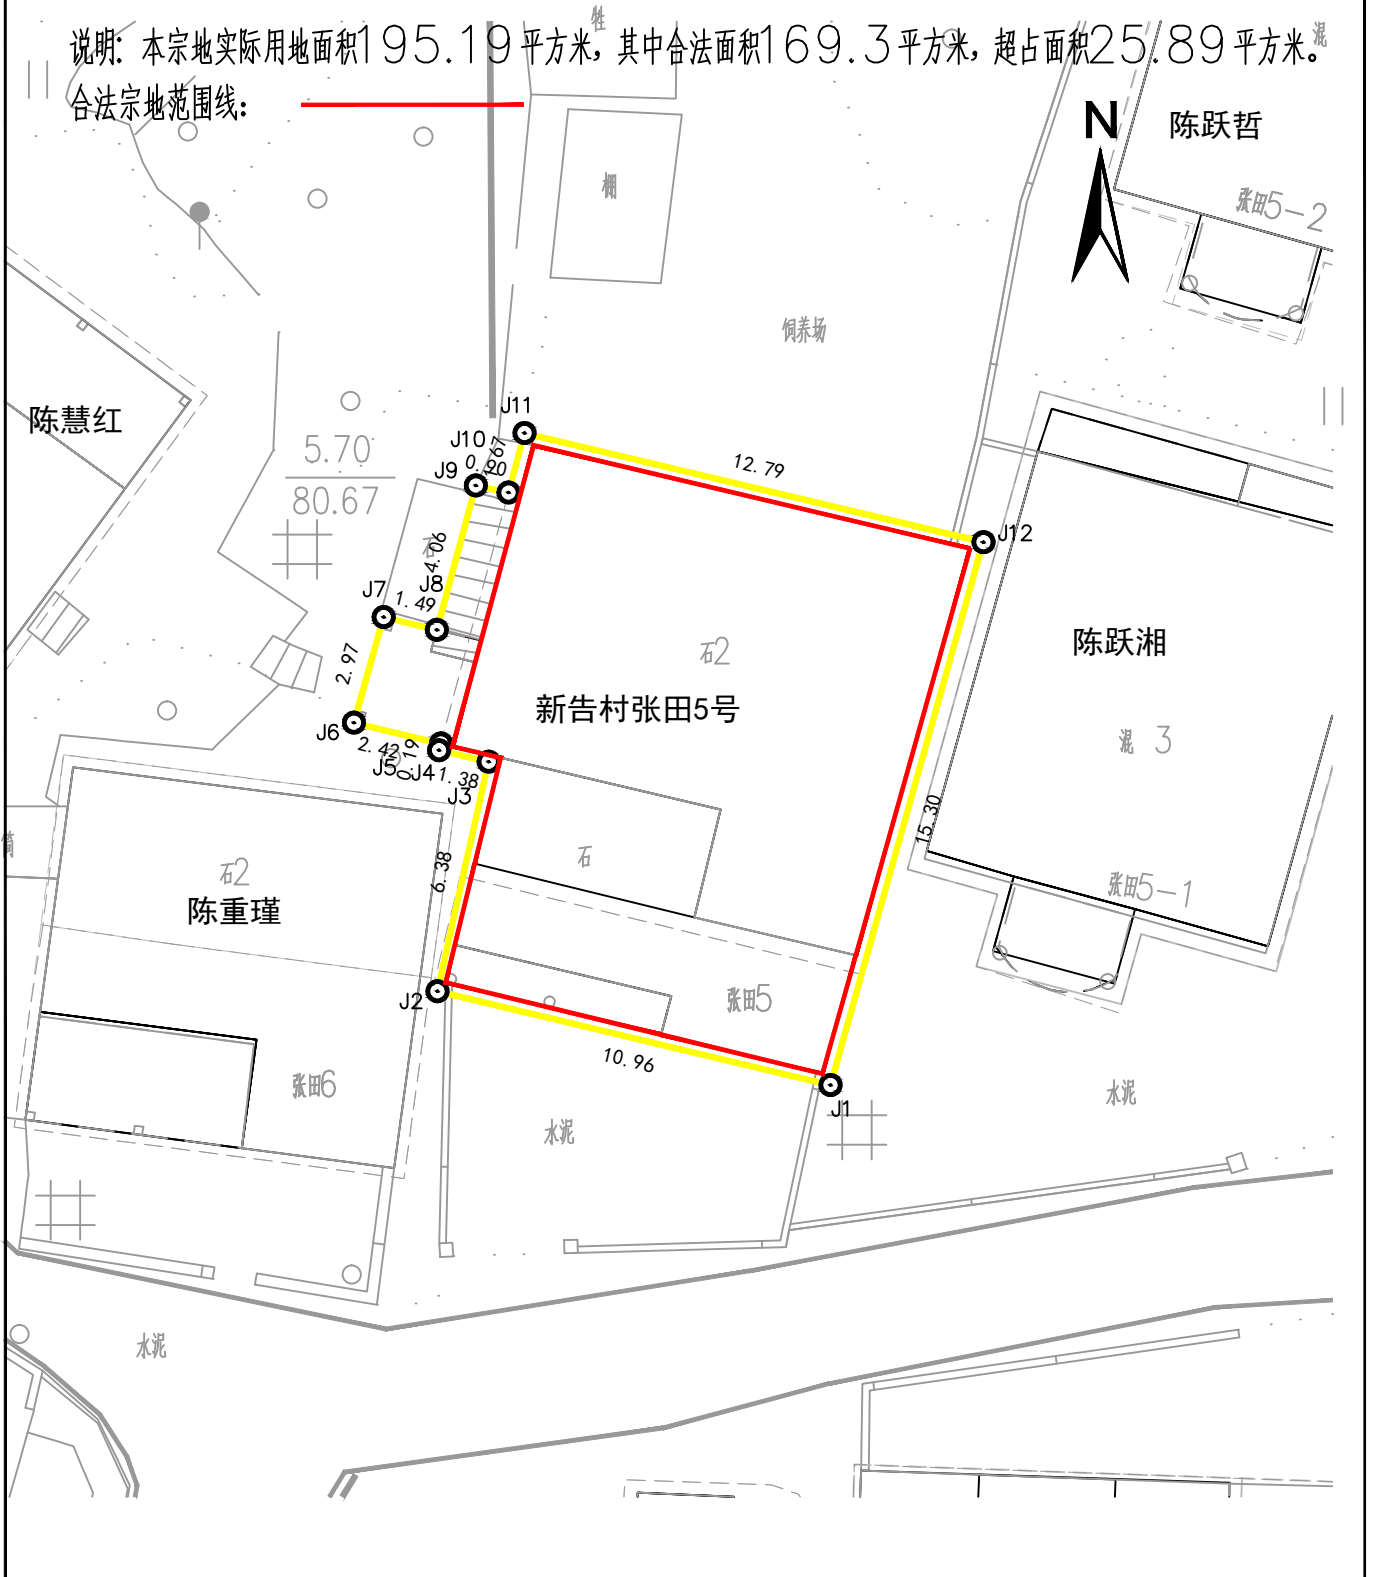 牲
混
说明：本宗地实际用地面积195.19平方米，其中合法面积169.3平方米，超占面积25.89平方米。
合法宗地范围线：
N
陈跃哲
棚
张田5-2
饲养场
陈慧红
J11
J10
5.70
80.67
J9
0.90
12.79
J12
石
4.06
J8
J7
1.49
2.97
石2
陈跃湘
新告村张田5号
J6
2.42
0.19
J5
J4
1.38
J3
混 3
15.30
石
6.38
石2
张田5-1
陈重瑾
J2
张田5
10.96
张田6
J1
水泥
水泥
水泥